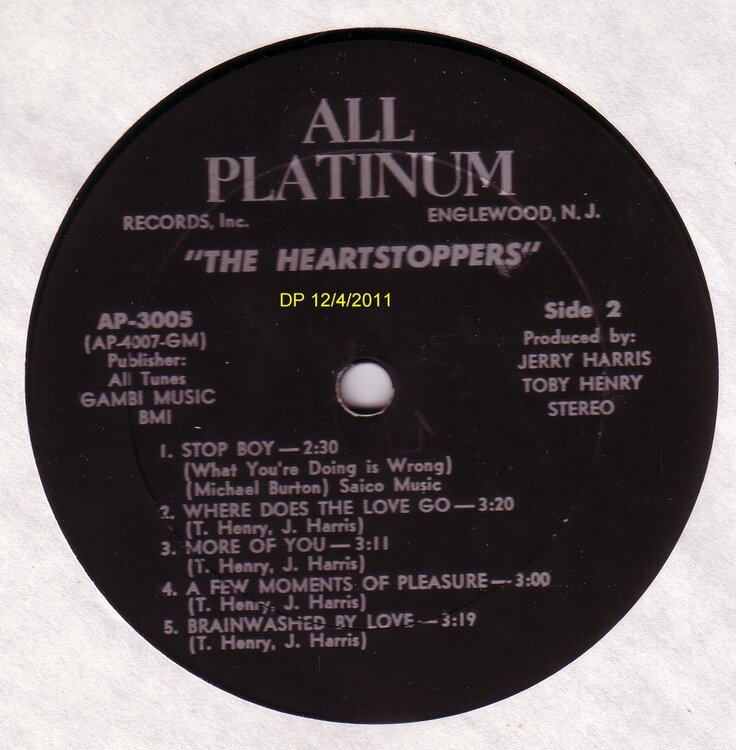 ALL
PLATINUM
RECORDS, Inc. ENGLEWOOD, N. J.
"THE HEARTSTOPPERS"
DP 12/4/2011
AP-3005
(AP-4007-GM)
Publisher:
All Tunes
GAMBI MUSIC
BMI
Side 2
Produced by:
JERRY HARRIS
TOBY HENRY
STEREO
1. STOP BOY — 2:30
(What You're Doing is Wrong)
(Michael Burton) Saico Music
2. WHERE DOES THE LOVE GO — 3:20
(T. Henry, J. Harris)
3. MORE OF YOU — 3:11
(T. Henry, J. Harris)
4. A FEW MOMENTS OF PLEASURE — 3:00
(T. Henry, J. Harris)
5. BRAINWASHED BY LOVE — 3:19
(T. Henry, J. Harris)